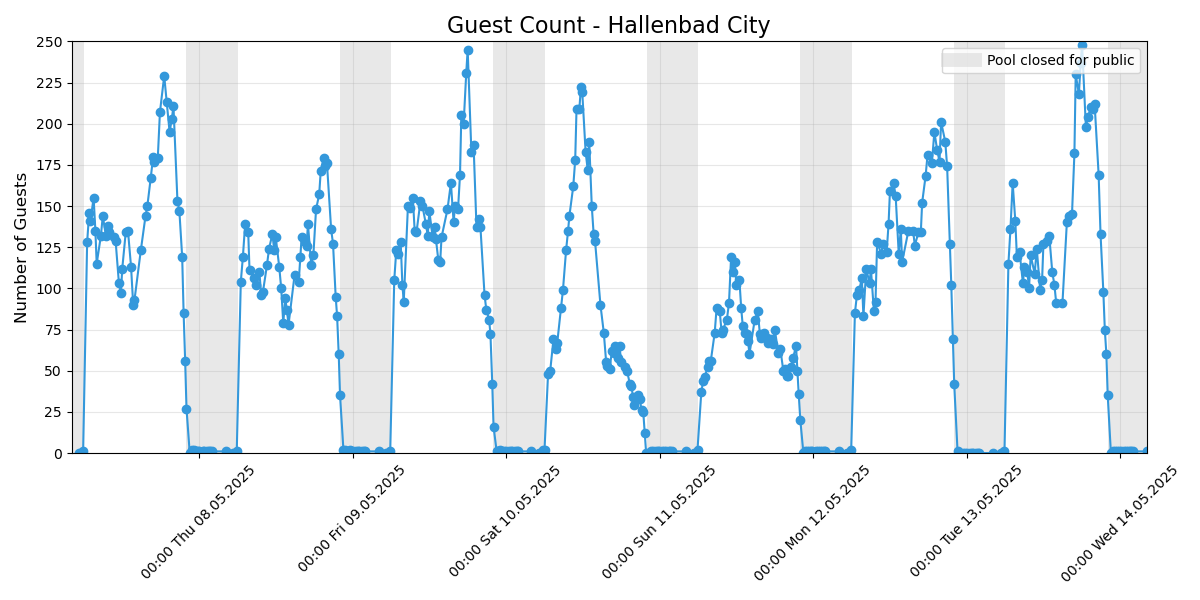 Guest Count - Hallenbad City
Number of Guests
250
225
200
175
150
125
100
75
50
25
0
Pool closed for public
00:00 Thu 08.05.2025
00:00 Fri 09.05.2025
00:00 Sat 10.05.2025
00:00 Sun 11.05.2025
00:00 Mon 12.05.2025
00:00 Tue 13.05.2025
00:00 Wed 14.05.2025